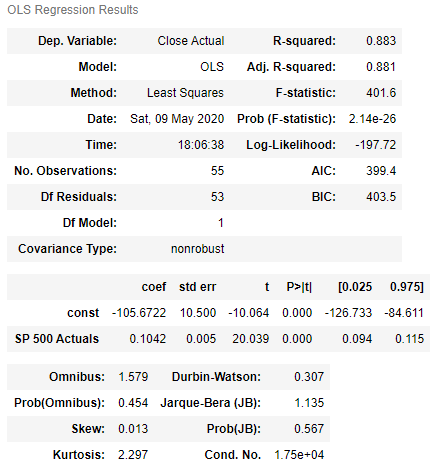 OLS Regression Results
Dep. Variable: Close Actual R-squared: 0.883
Model: OLS Adj. R-squared: 0.881
Method: Least Squares F-statistic: 401.6
Date: Sat, 09 May 2020 Prob (F-statistic): 2.14e-26
Time: 18:06:38 Log-Likelihood: -197.72
No. Observations: 55 AIC: 399.4
Df Residuals: 53 BIC: 403.5
Df Model: 1
Covariance Type: nonrobust
coef std err t P>|t| [0.025 0.975]
const -105.6722 10.500 -10.064 0.000 -126.733 -84.611
SP 500 Actuals 0.1042 0.005 20.039 0.000 0.094 0.115
Omnibus: 1.579 Durbin-Watson: 0.307
Prob(Omnibus): 0.454 Jarque-Bera (JB): 1.135
Skew: 0.013 Prob(JB): 0.567
Kurtosis: 2.297 Cond. No. 1.75e+04